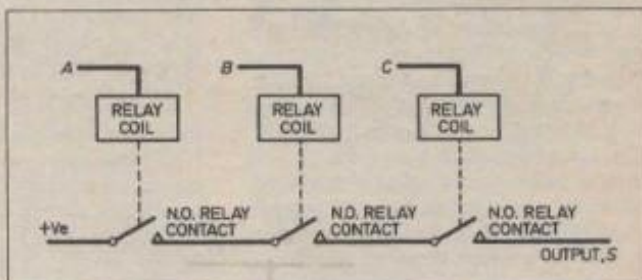 A
B
C
RELAY
COIL
RELAY
COIL
RELAY
COIL
+Ve
N.O. RELAY
CONTACT
N.O. RELAY
CONTACT
N.O. RELAY
CONTACT
OUTPUT, S